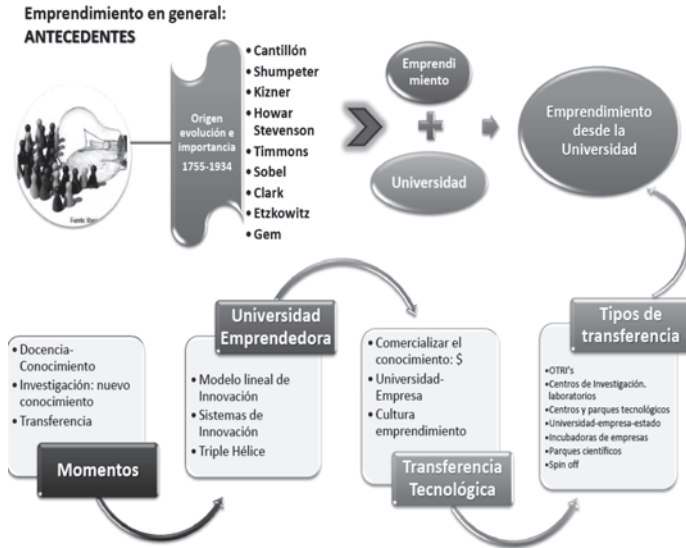 Emprendimiento en general:
ANTECEDENTES
Origen
evolución e
importancia
1755-1934
• Cantillón
• Shumpeter
• Kizner
• Howar
Stevenson
• Timmons
• Sobel
• Clark
• Etzkowitz
• Gem
Emprendi
miento
Universidad
Emprendimiento
desde la
Universidad
• Docencia-
Conocimiento
• Investigación: nuevo
conocimiento
• Transferencia
Momentos
Universidad
Emprendedora
• Modelo lineal de
Innovación
• Sistemas de
Innovación
• Triple Hélice
• Comercializar el
conocimiento: $
• Universidad-
Empresa
• Cultura
emprendimiento
Transferencia
Tecnológica
Tipos de
transferencia
•OTRI's
•Centros de Investigación.
laboratorios
•Centros y parques tecnológicos
•Universidad-empresa-estado
•Incubadoras de empresas
•Parques científicos
•Spin off
Fuente